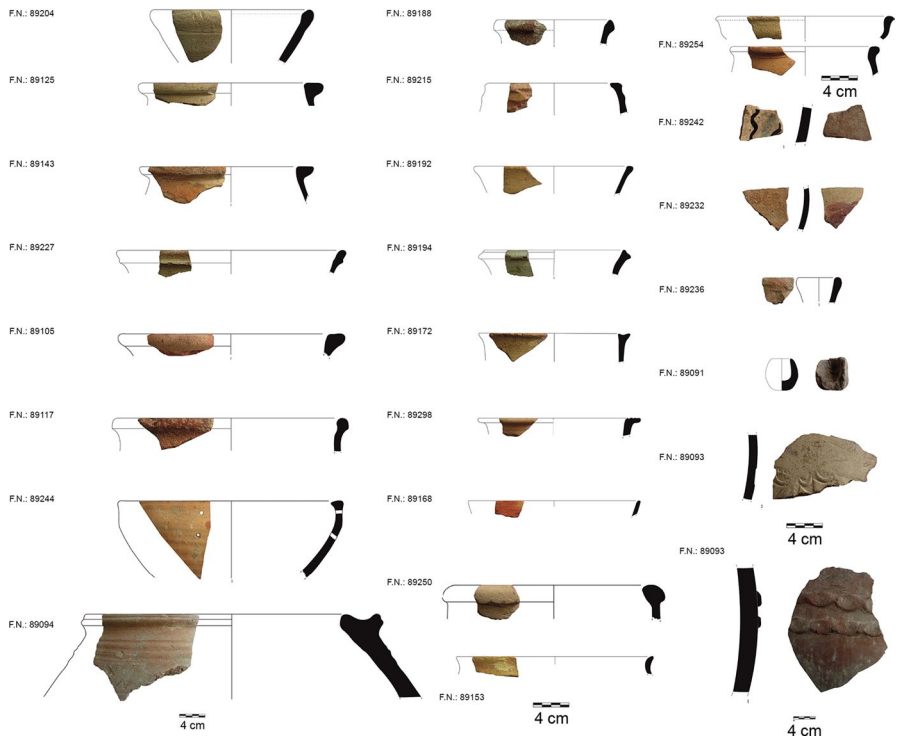 F.N.: 89204
F.N.: 89125
F.N.: 89143
F.N.: 89227
F.N.: 89105
F.N.: 89117
F.N.: 89244
F.N.: 89094
4 cm
F.N.: 89188
F.N.: 89215
F.N.: 89192
F.N.: 89194
F.N.: 89172
F.N.: 89298
F.N.: 89168
F.N.: 89250
F.N.: 89153
4 cm
F.N.: 89254
4 cm
F.N.: 89242
F.N.: 89232
F.N.: 89236
F.N.: 89091
F.N.: 89093
4 cm
F.N.: 89093
4 cm